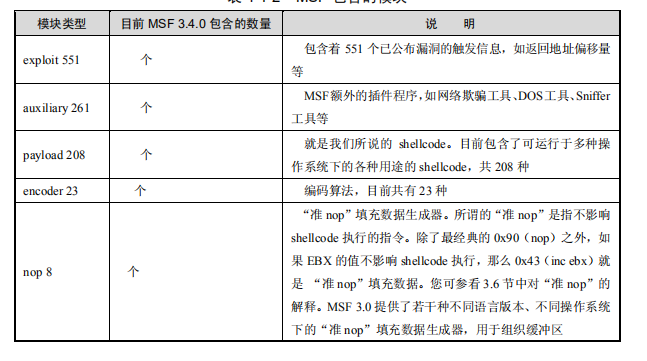 表 4-1-2 MSF 包含的模块
模块类型 目前 MSF 3.4.0 包含的数量 说 明
exploit 551 个 包含着 551 个已公布漏洞的触发信息，如返回地址偏移量
等
auxiliary 261 个 MSF额外的插件程序，如网络欺骗工具、DOS工具、Sniffer
工具等
payload 208 个 就是我们所说的 shellcode。目前包含了可运行于多种操
作系统下的各种用途的 shellcode，共 208 种
encoder 23 个 编码算法，目前共有 23 种
nop 8 个 “准 nop”填充数据生成器。所谓的“准 nop”是指不影响
shellcode 执行的指令。除了最经典的 0x90（nop）之外，如
果 EBX 的值不影响 shellcode 执行，那么 0x43（inc ebx）就
是 “准 nop”填充数据。您可参看 3.6 节中对“准 nop”的
解释。MSF 3.0 提供了若干种不同语言版本、不同操作系统
下的“准 nop”填充数据生成器，用于组织缓冲区